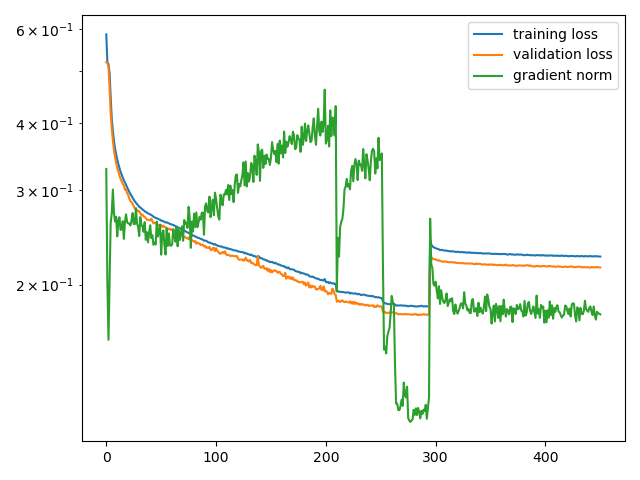 6 × 10⁻¹
4 × 10⁻¹
3 × 10⁻¹
2 × 10⁻¹
training loss
validation loss
gradient norm
0 100 200 300 400